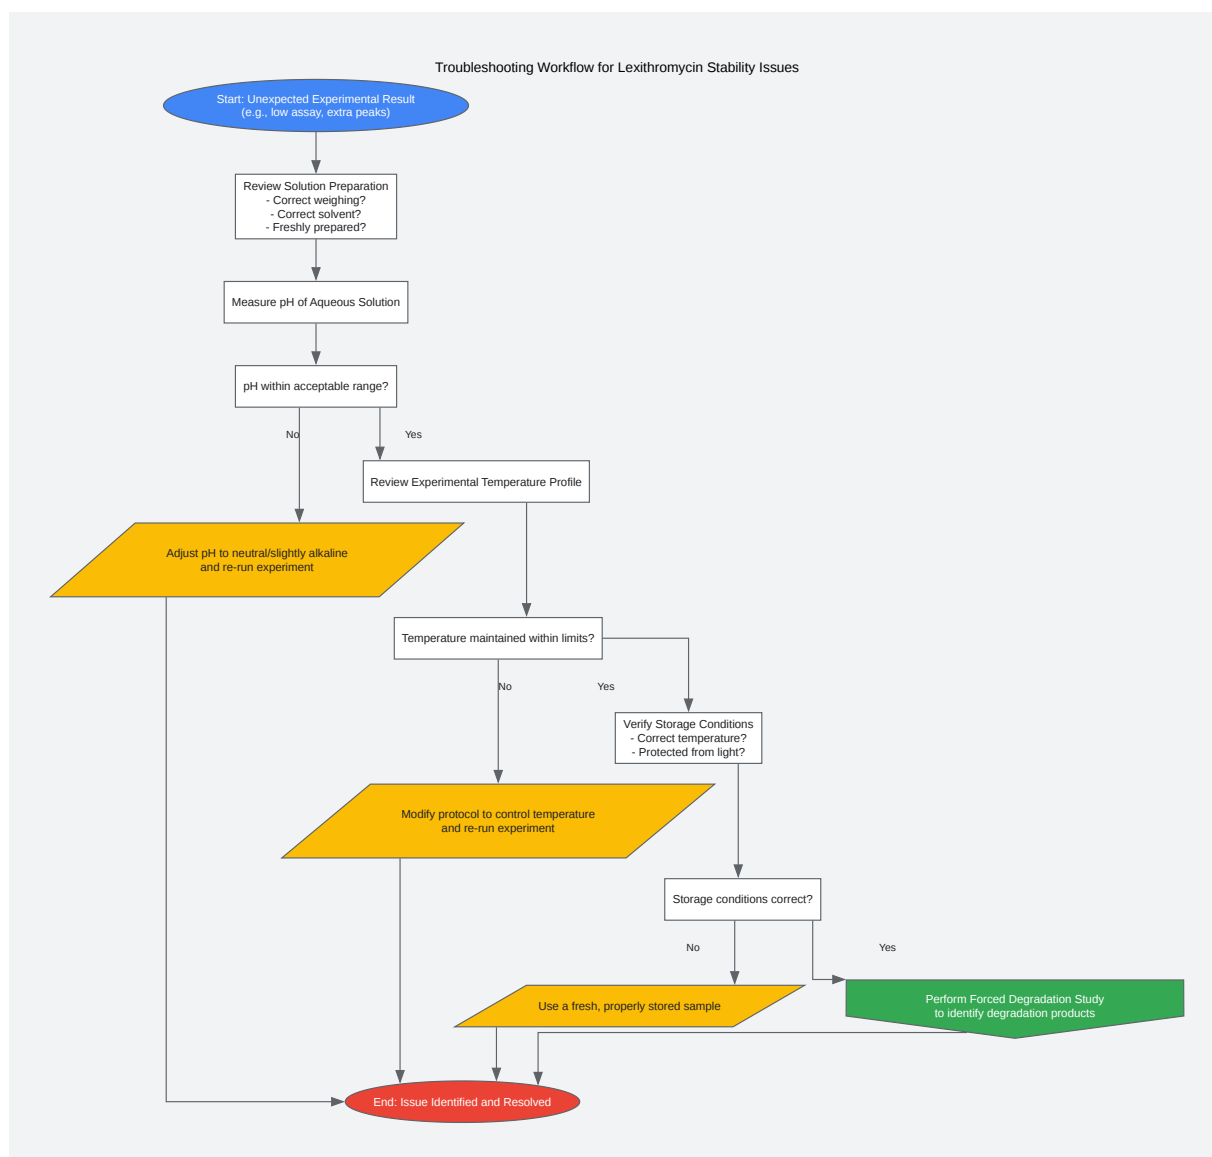 Troubleshooting Workflow for Lexithromycin Stability Issues
Start: Unexpected Experimental Result
(e.g., low assay, extra peaks)
Review Solution Preparation
- Correct weighing?
- Correct solvent?
- Freshly prepared?
Measure pH of Aqueous Solution
pH within acceptable range?
No
Yes
Review Experimental Temperature Profile
Adjust pH to neutral/slightly alkaline
and re-run experiment
Temperature maintained within limits?
No
Yes
Verify Storage Conditions
- Correct temperature?
- Protected from light?
Modify protocol to control temperature
and re-run experiment
Storage conditions correct?
No
Yes
Use a fresh, properly stored sample
Perform Forced Degradation Study
to identify degradation products
End: Issue Identified and Resolved